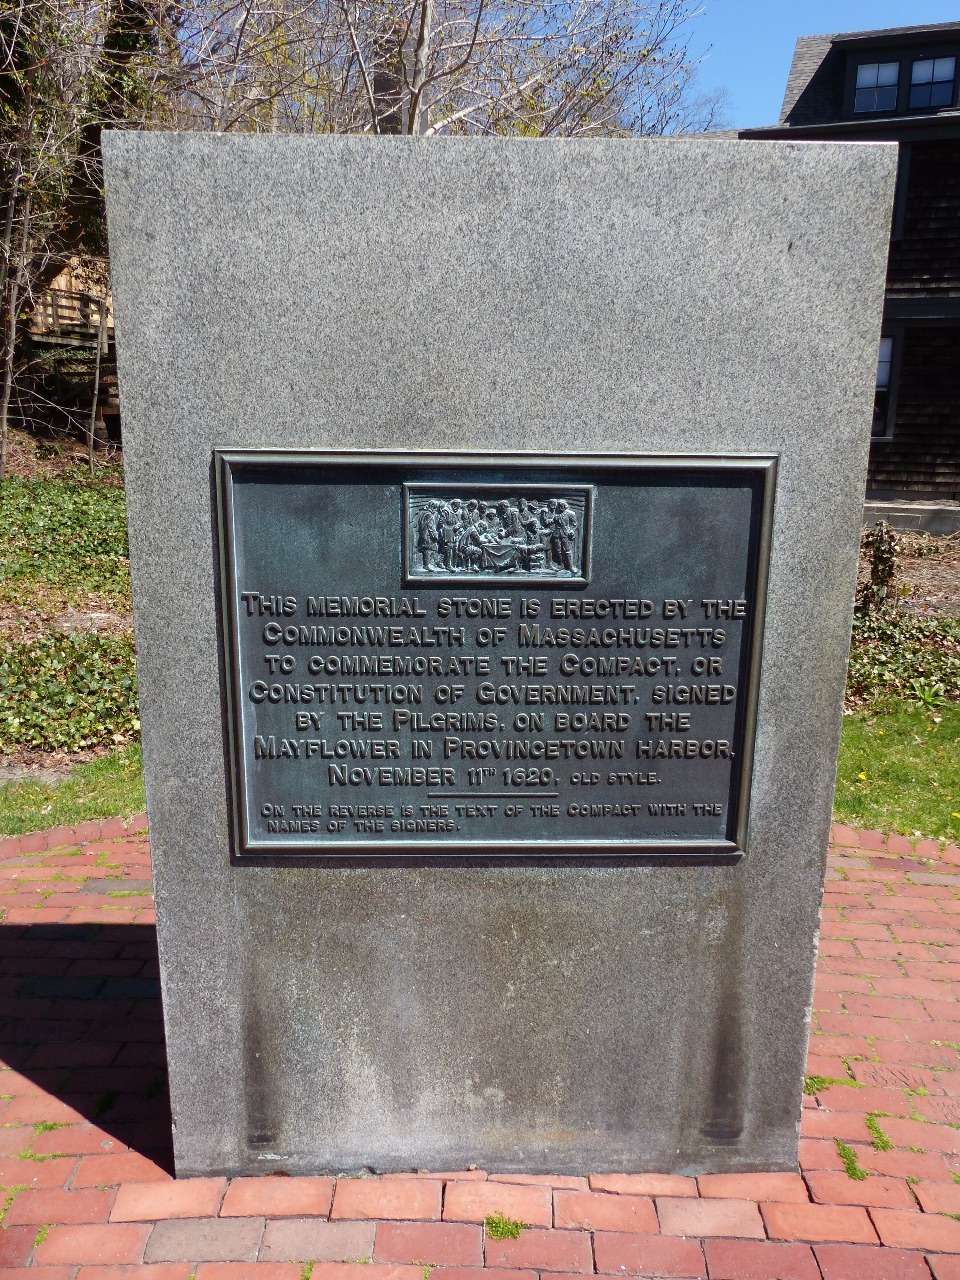 THIS MEMORIAL STONE IS ERECTED BY THE
COMMONWEALTH OF MASSACHUSETTS
TO COMMEMORATE THE COMPACT, OR
CONSTITUTION OF GOVERNMENT, SIGNED
BY THE PILGRIMS, ON BOARD THE
MAYFLOWER IN PROVINCETOWN HARBOR,
NOVEMBER 11TH 1620, OLD STYLE.
ON THE REVERSE IS THE TEXT OF THE COMPACT WITH THE
NAMES OF THE SIGNERS.